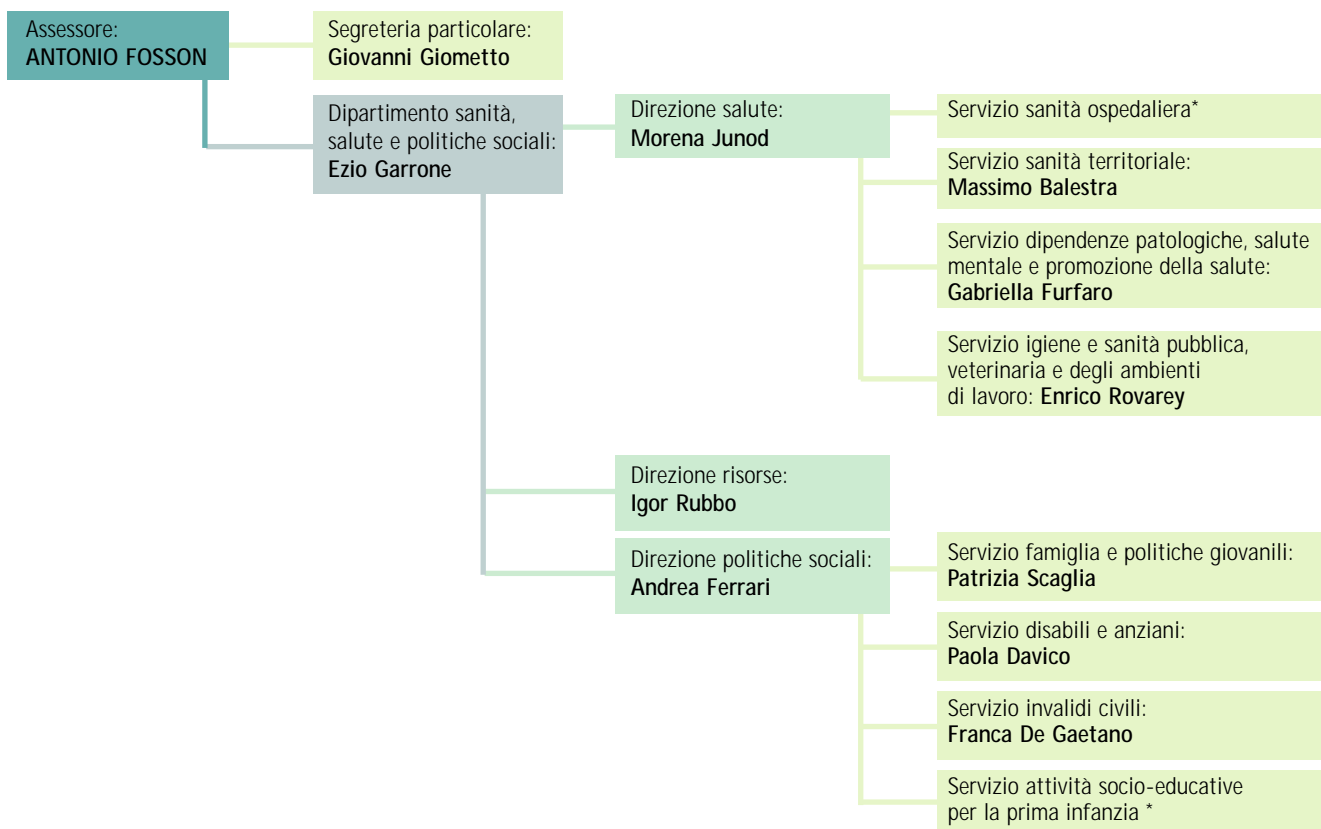 Assessore:
ANTONIO FOSSON
Segreteria particolare:
Giovanni Giometto
Dipartimento sanità,
salute e politiche sociali:
Ezio Garrone
Direzione salute:
Morena Junod
Servizio sanità ospedaliera*
Servizio sanità territoriale:
Massimo Balestra
Servizio dipendenze patologiche, salute
mentale e promozione della salute:
Gabriella Furfaro
Servizio igiene e sanità pubblica,
veterinaria e degli ambienti
di lavoro: Enrico Rovarey
Direzione risorse:
Igor Rubbo
Direzione politiche sociali:
Andrea Ferrari
Servizio famiglia e politiche giovanili:
Patrizia Scaglia
Servizio disabili e anziani:
Paola Davico
Servizio invalidi civili:
Franca De Gaetano
Servizio attività socio-educative
per la prima infanzia *